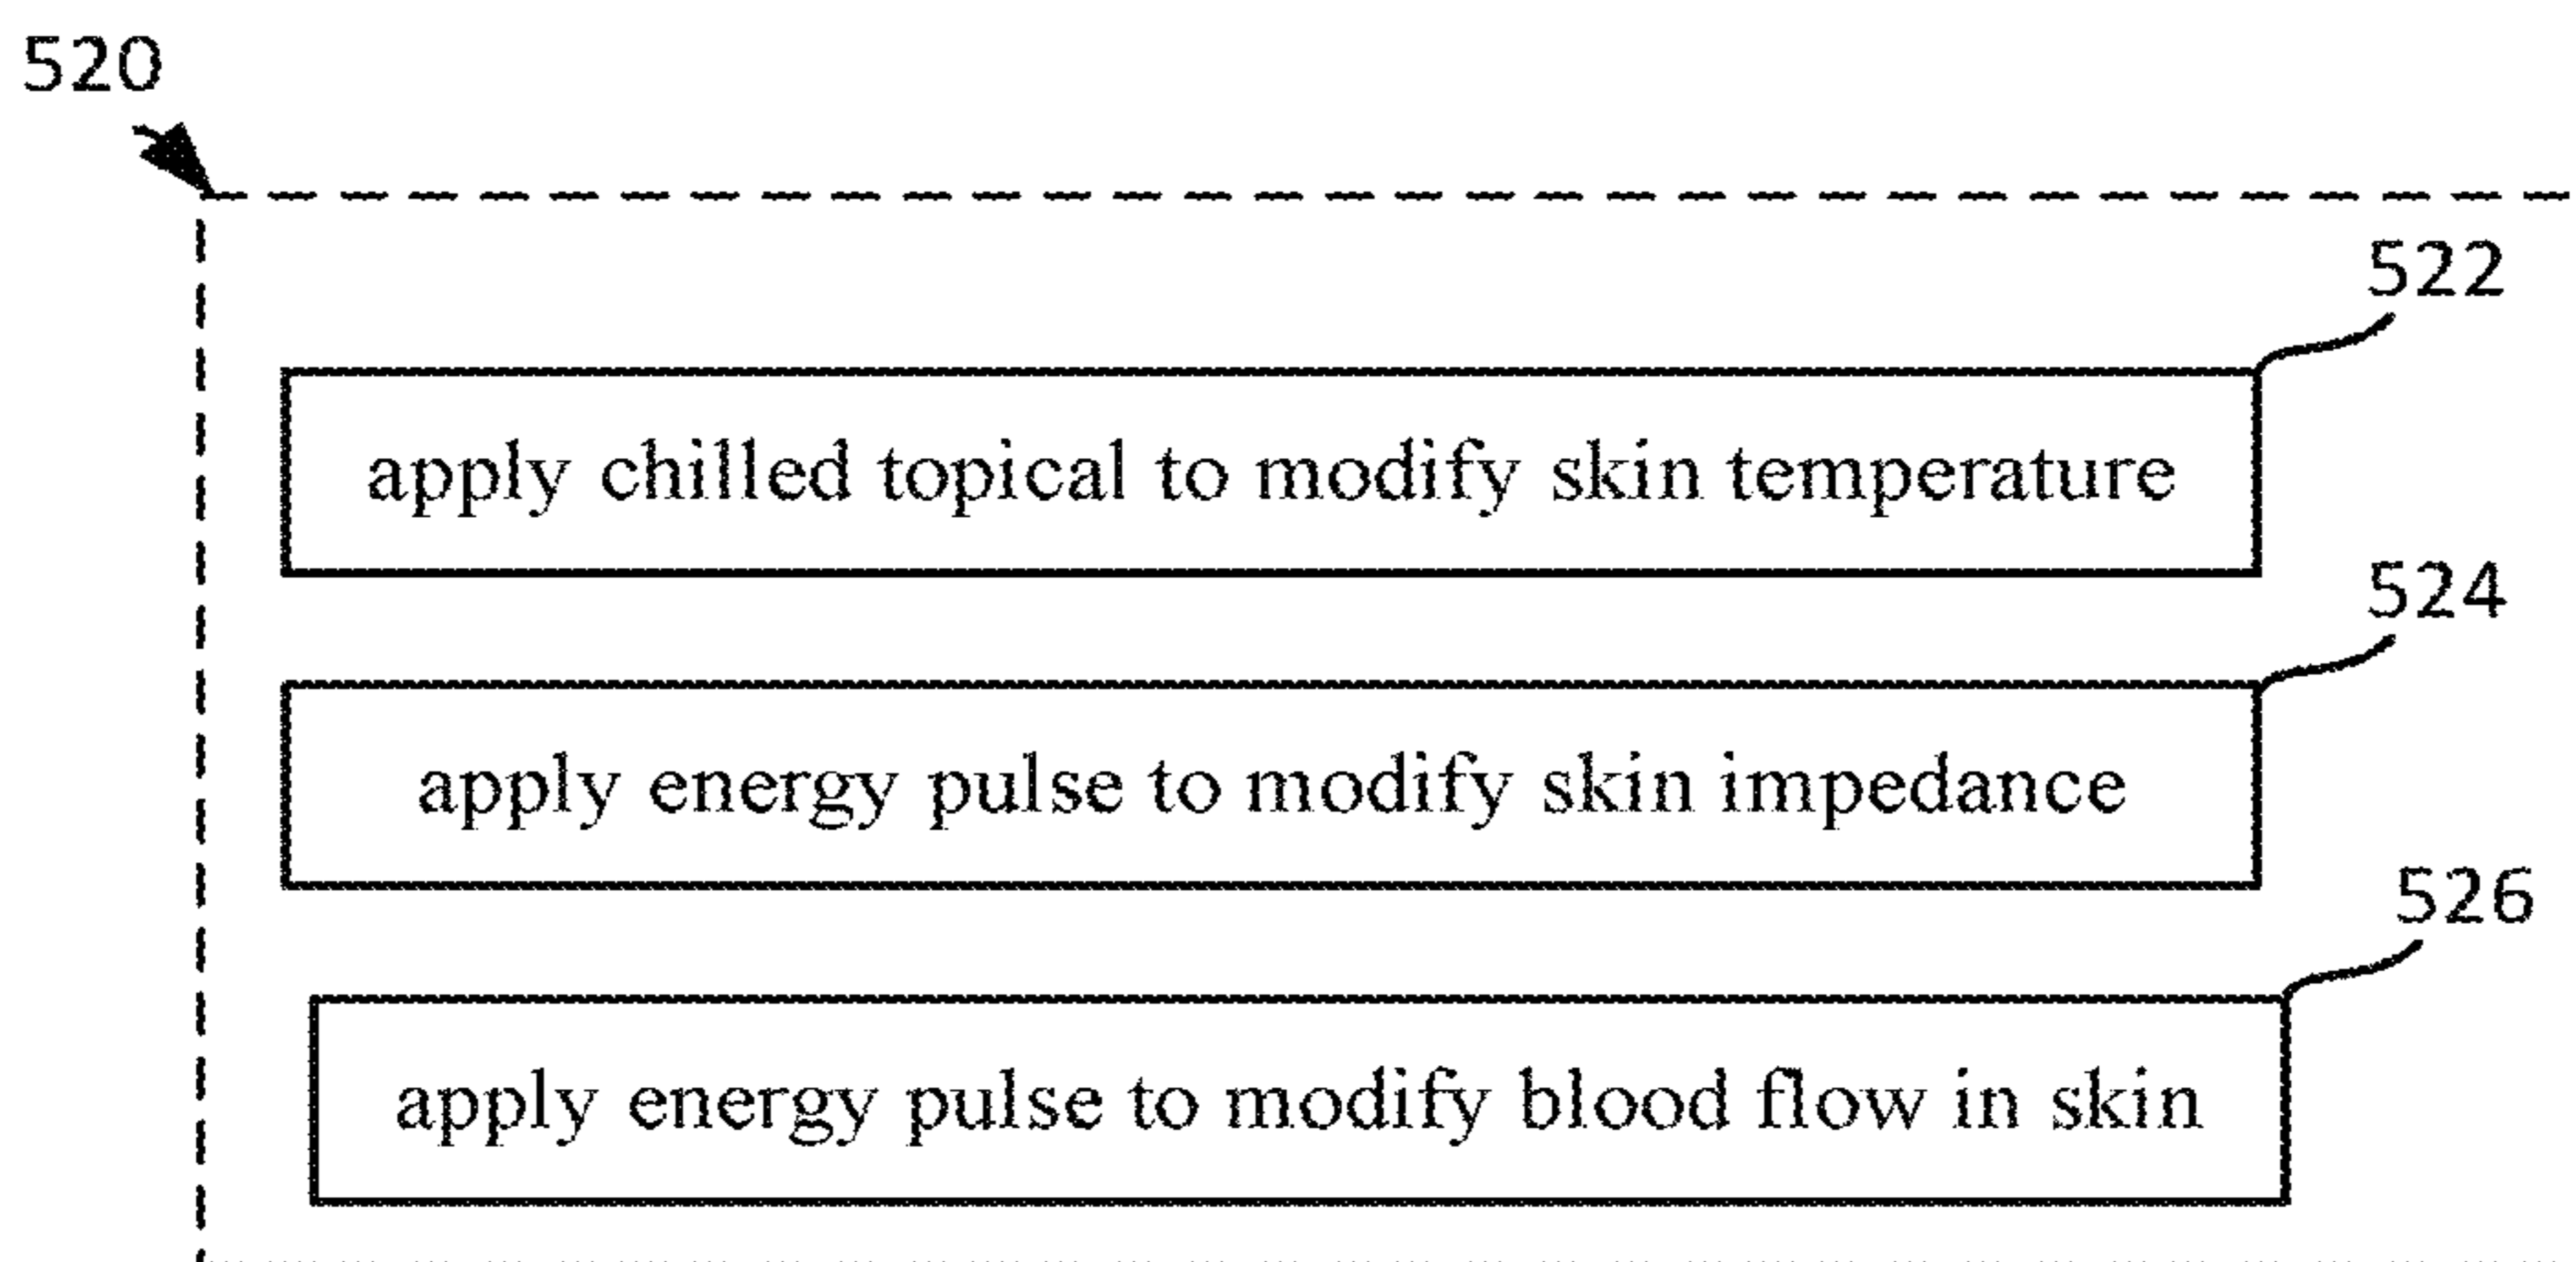 520
522
apply chilled topical to modify skin temperature
524
apply energy pulse to modify skin impedance
526
apply energy pulse to modify blood flow in skin